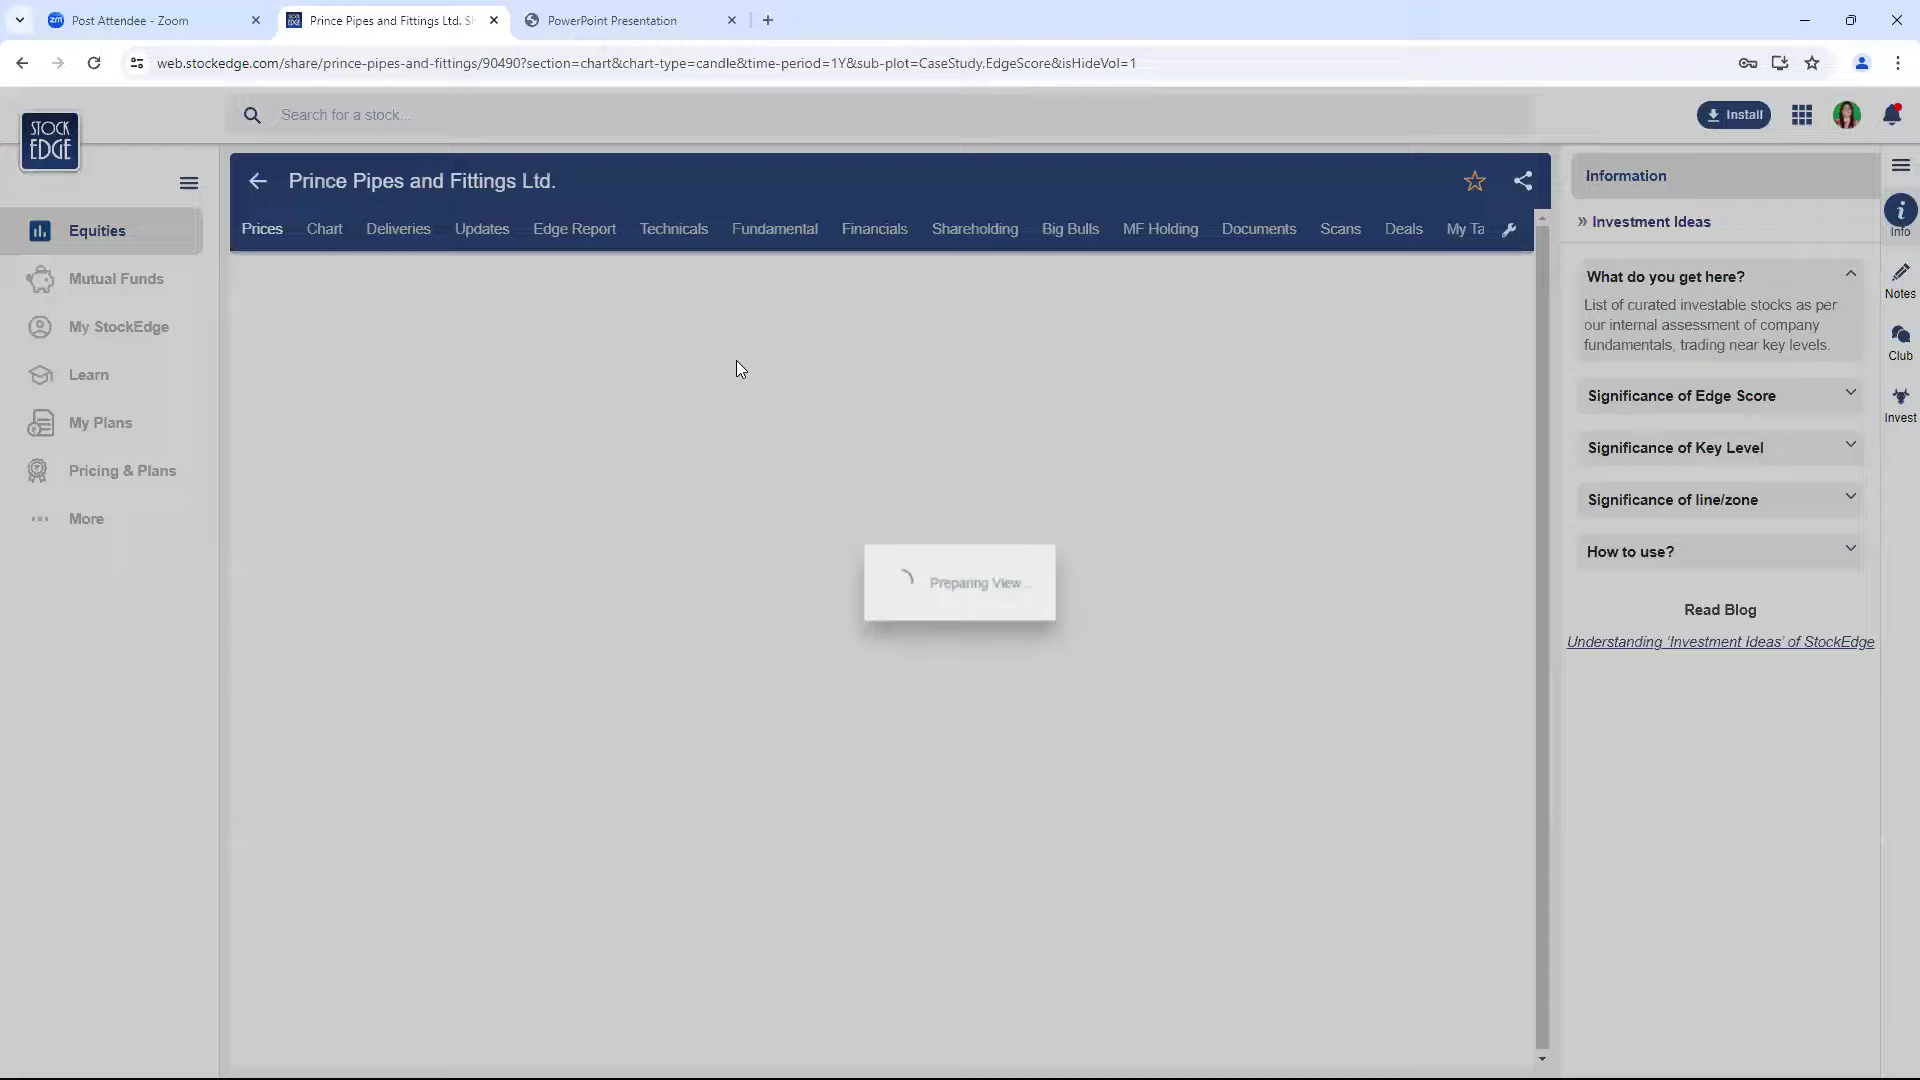 Post Attendee - Zoom
Prince Pipes and Fittings Ltd. S
PowerPoint Presentation
web.stockedge.com/share/prince-pipes-and-fittings/90490?section=chart&chart-type=candle&time-period=1Y&sub-plot=CaseStudy,EdgeScore&isHideVol=1
STOCK
EDGE
Search for a stock...
Install
Prince Pipes and Fittings Ltd.
Prices Chart Deliveries Updates Edge Report Technicals Fundamental Financials Shareholding Big Bulls MF Holding Documents Scans Deals My Ta
Equities
Mutual Funds
My StockEdge
Learn
My Plans
Pricing & Plans
More
Preparing View...
Information
» Investment Ideas
What do you get here?
List of curated investable stocks as per
our internal assessment of company
fundamentals, trading near key levels.
Significance of Edge Score
Significance of Key Level
Significance of line/zone
How to use?
Read Blog
Understanding 'Investment Ideas' of StockEdge
Info
Notes
Club
Invest